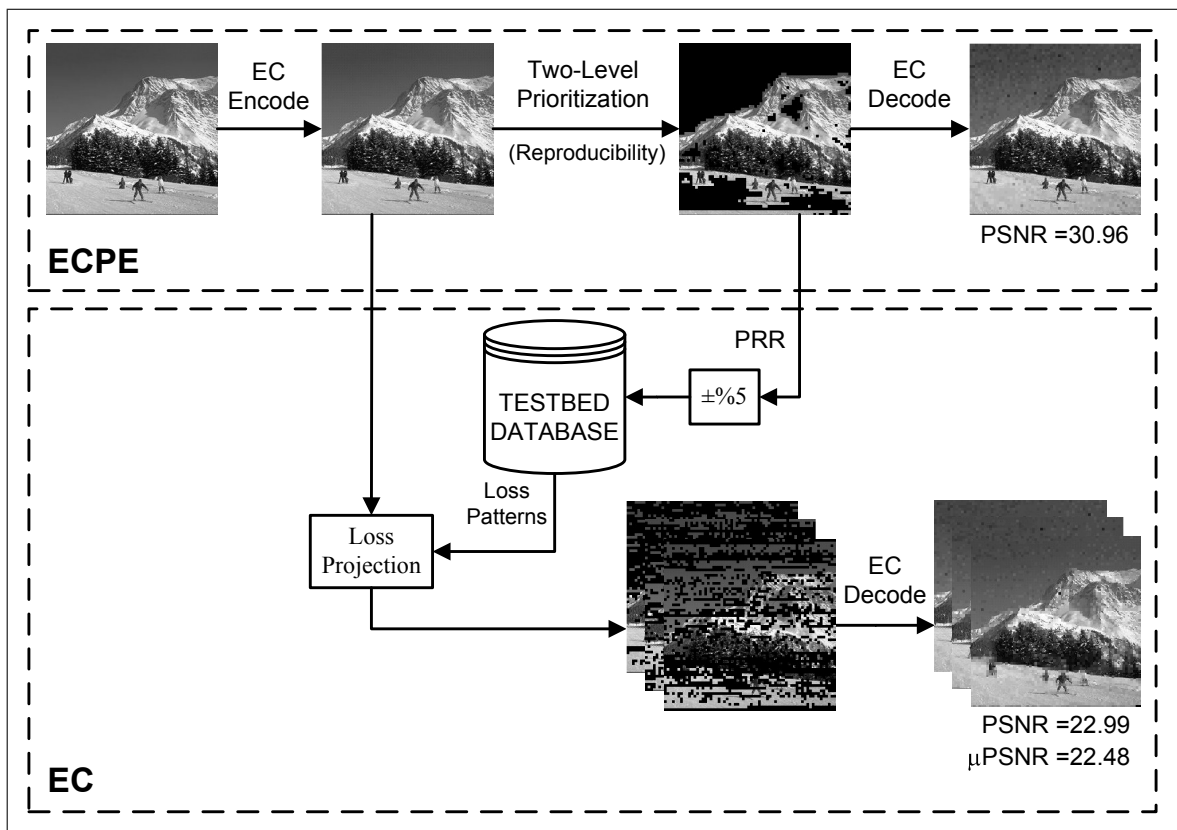 EC
Encode
Two-Level
Prioritization
(Reproducibility)
EC
Decode
PSNR =30.96
ECPE
PRR
±%5
TESTBED
DATABASE
Loss
Patterns
Loss
Projection
EC
Decode
PSNR =22.99
μPSNR =22.48
EC